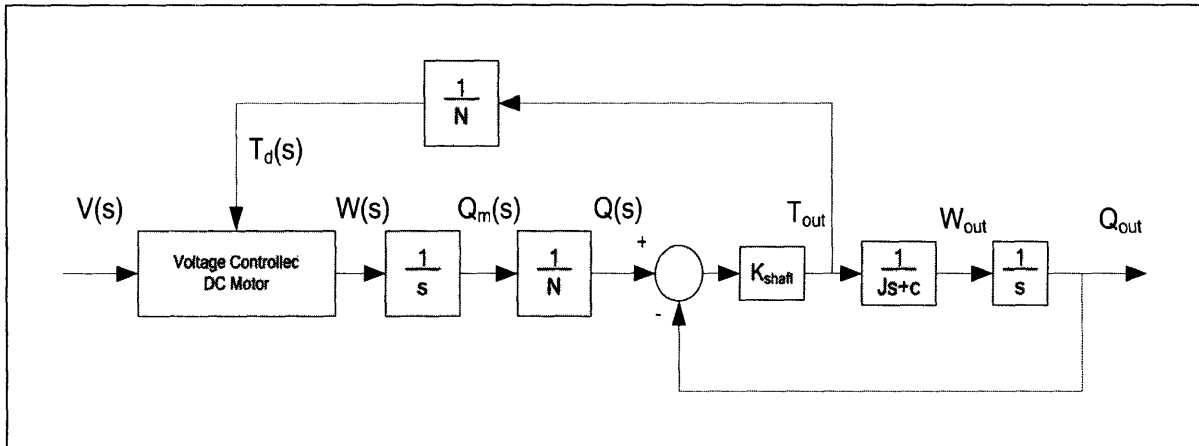 1
N
T_d(s)
V(s)
W(s)
Q_m(s)
Q(s)
T_out
W_out
Q_out
+
-
Voltage Controllec
DC Motor
1
s
1
N
K_shaft
1
Js+c
1
s